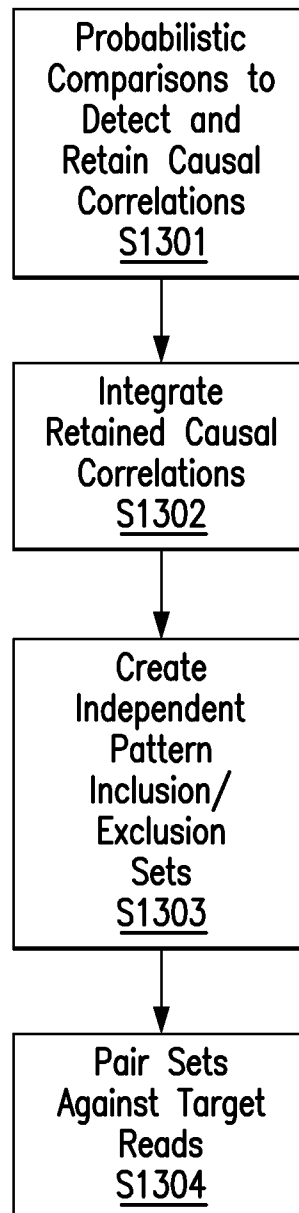 Probabilistic
Comparisons to
Detect and
Retain Causal
Correlations
S1301
Integrate
Retained Causal
Correlations
S1302
Create
Independent
Pattern
Inclusion/
Exclusion
Sets
S1303
Pair Sets
Against Target
Reads
S1304